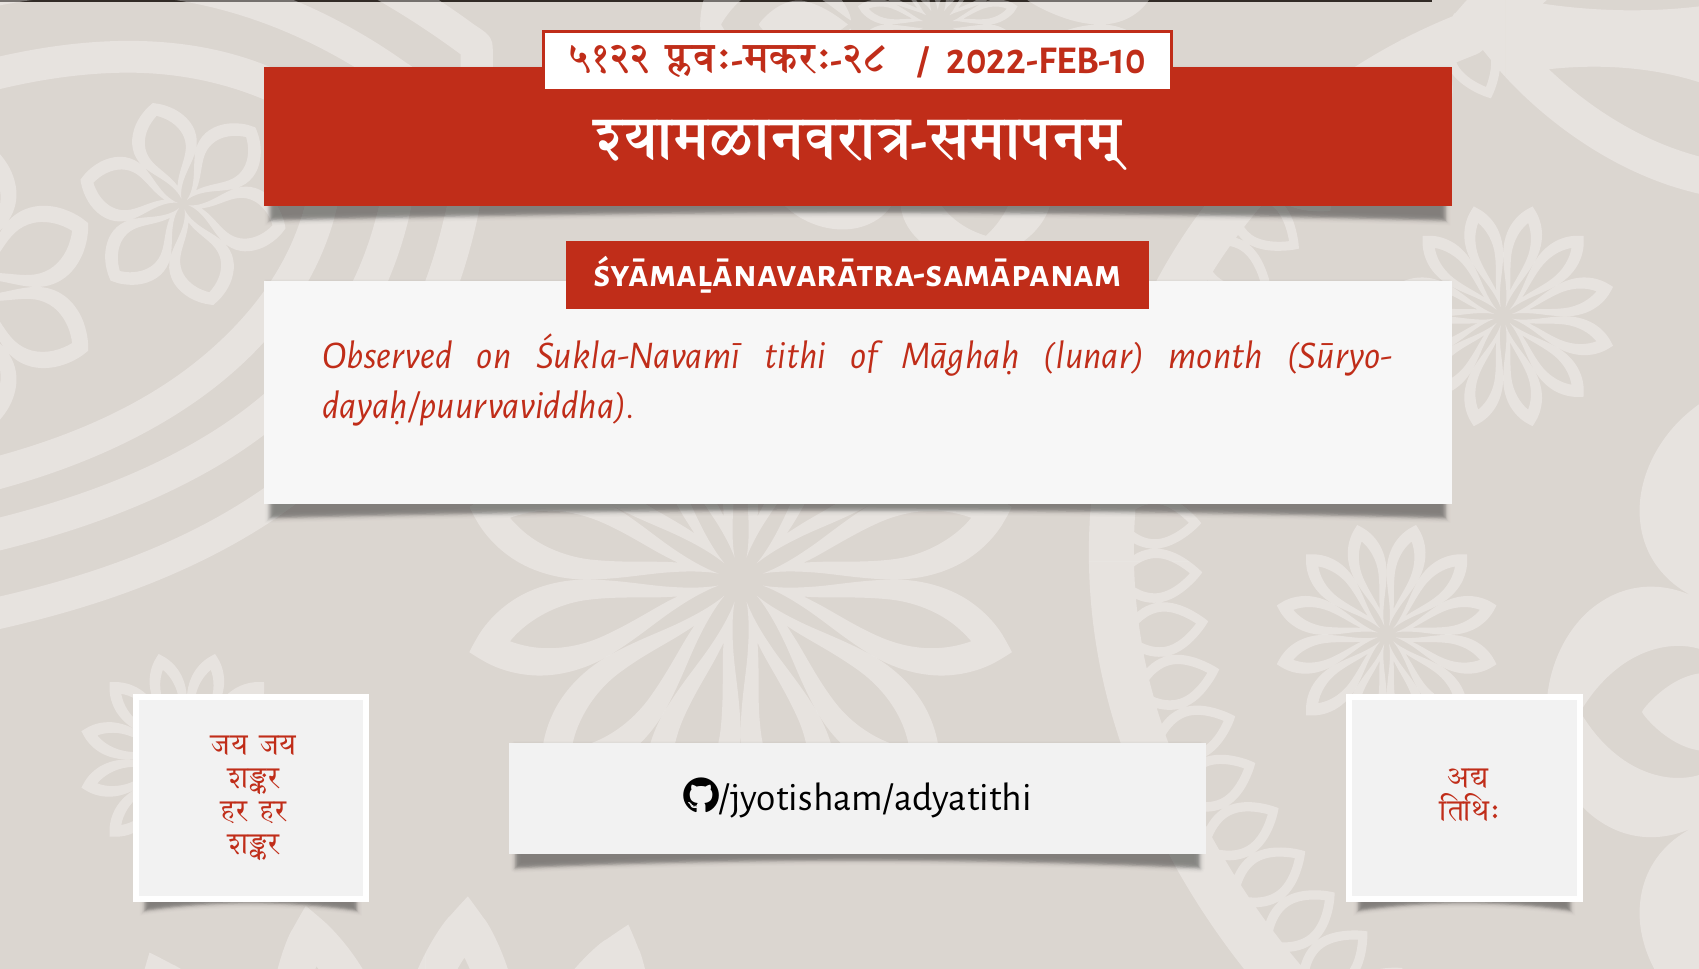 ५१२२ प्लवः-मकरः-२८ / 2022-FEB-10
श्यामळानवरात्र-समापनम्
ŚYĀMAḺĀNAVARĀTRA-SAMĀPANAM
Observed on Śukla-Navamī tithi of Māghaḥ (lunar) month (Sūryo-
dayaḥ/puurvaviddha).
जय जय
शङ्कर
हर हर
शङ्कर
/jyotisham/adyatithi
अद्य
तिथिः